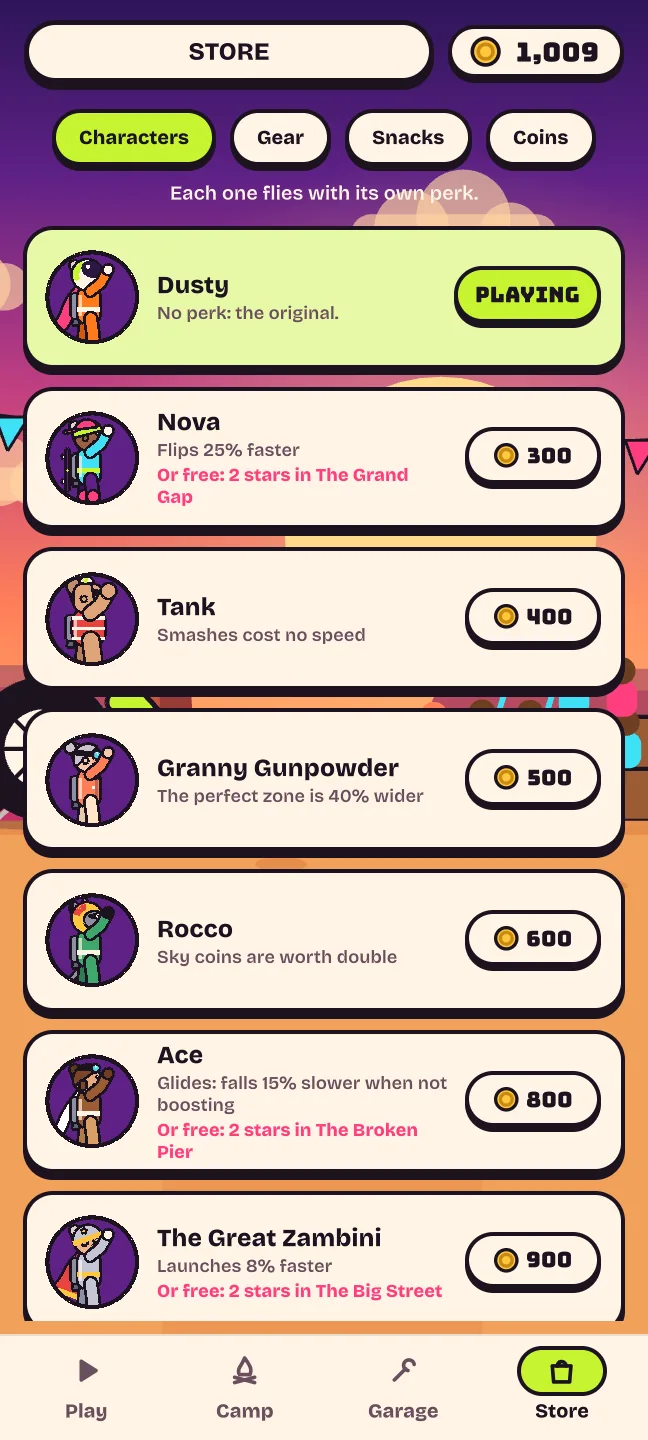 STORE
1,009
Characters
Gear
Snacks
Coins
Each one flies with its own perk.
Dusty
No perk: the original.
PLAYING
Nova
Flips 25% faster
Or free: 2 stars in The Grand
Gap
300
Tank
Smashes cost no speed
400
Granny Gunpowder
The perfect zone is 40% wider
500
Rocco
Sky coins are worth double
600
Ace
Glides: falls 15% slower when not
boosting
Or free: 2 stars in The Broken
Pier
800
The Great Zambini
Launches 8% faster
Or free: 2 stars in The Big Street
900
Play
Camp
Garage
Store